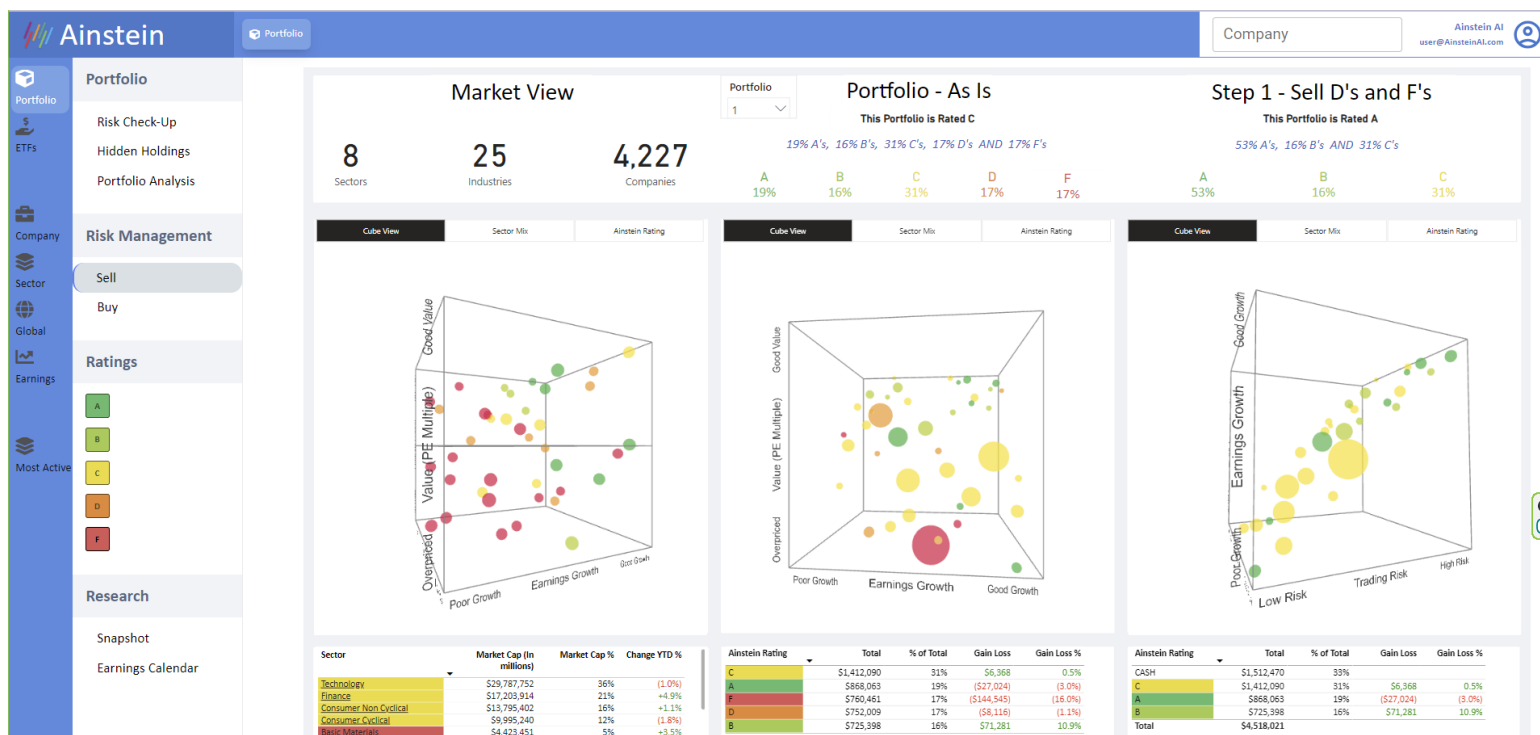 Ainstein
Portfolio
Company
Ainstein AI
user@AinsteinAI.com
Portfolio
ETFs
Company
Sector
Global
Earnings
Most Active
Portfolio
Risk Check-Up
Hidden Holdings
Portfolio Analysis
Risk Management
Sell
Buy
Ratings
A
B
C
D
F
Research
Snapshot
Earnings Calendar
Market View
8
Sectors
25
Industries
4,227
Companies
Cube View Sector Mix Ainstein Rating
Good Value
Value (PE Multiple)
Overpriced
Poor Growth
Earnings Growth
Good Growth
Sector Market Cap (In millions) Market Cap % Change YTD %
Technology $29,787,752 36% (1.0%)
Finance $17,203,914 21% +4.9%
Consumer Non Cyclical $13,795,402 16% +1.1%
Consumer Cyclical $9,995,240 12% (1.8%)
Basic Materials $4,423,451 5% +3.5%
Portfolio
1
Portfolio - As Is
This Portfolio is Rated C
19% A's, 16% B's, 31% C's, 17% D's AND 17% F's
A B C D F
19% 16% 31% 17% 17%
Cube View Sector Mix Ainstein Rating
Good Value
Value (PE Multiple)
Overpriced
Poor Growth
Earnings Growth
Good Growth
Ainstein Rating Total % of Total Gain Loss Gain Loss %
C $1,412,090 31% $6,368 0.5%
A $868,063 19% ($27,024) (3.0%)
F $760,461 17% ($144,545) (16.0%)
D $752,009 17% ($8,116) (1.1%)
B $725,398 16% $71,281 10.9%
Step 1 - Sell D's and F's
This Portfolio is Rated A
53% A's, 16% B's AND 31% C's
A B C
53% 16% 31%
Cube View Sector Mix Ainstein Rating
Good Growth
Earnings Growth
Poor Growth
Low Risk
Trading Risk
High Risk
Ainstein Rating Total % of Total Gain Loss Gain Loss %
CASH $1,512,470 33%
C $1,412,090 31% $6,368 0.5%
A $868,063 19% ($27,024) (3.0%)
B $725,398 16% $71,281 10.9%
Total $4,518,021